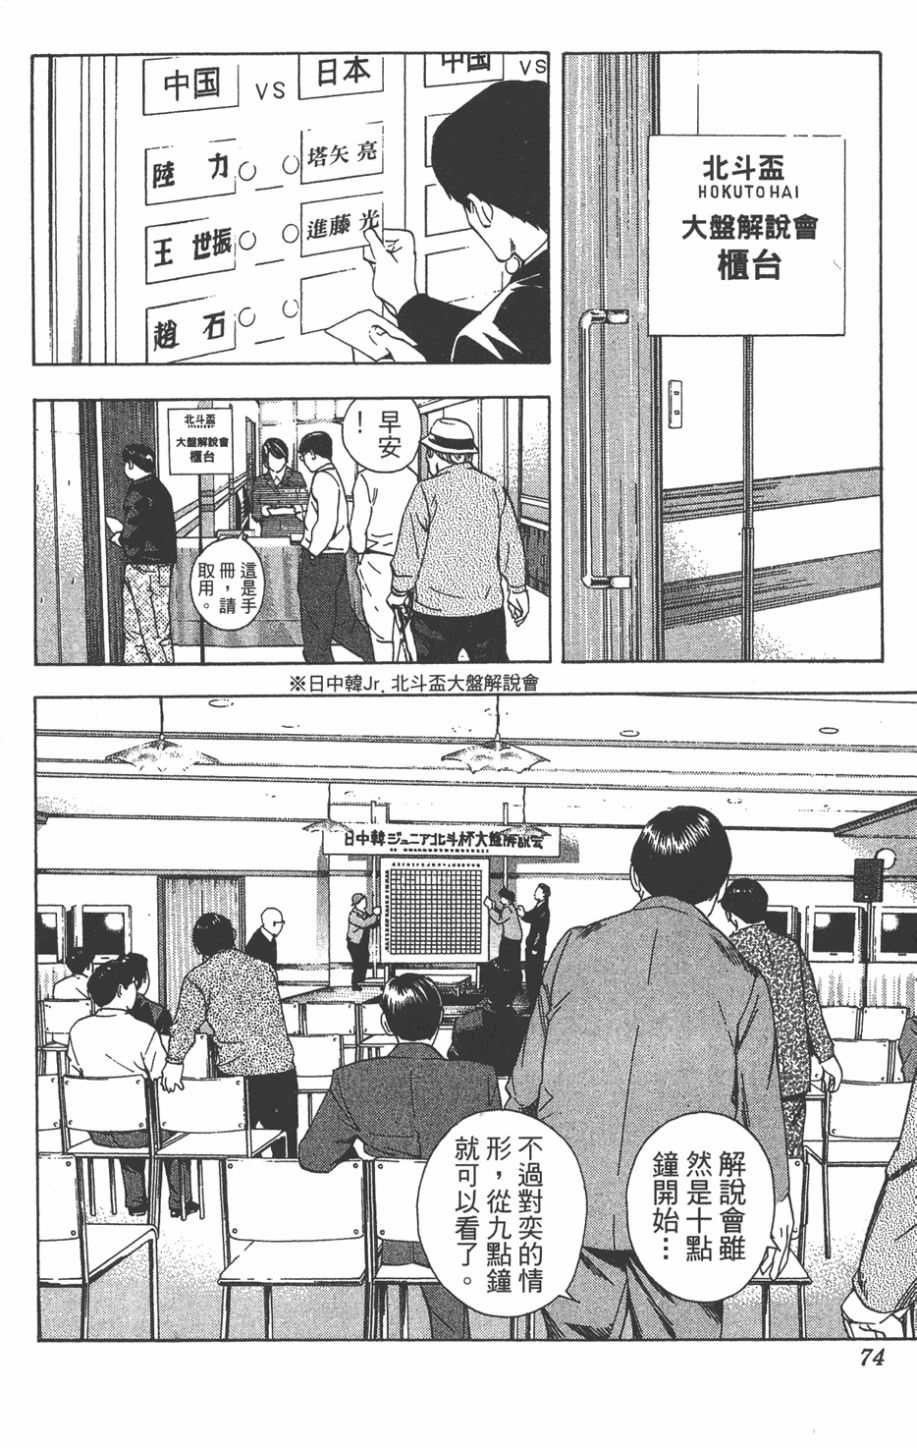 北斗盃
HOKUTO HAI
大盤解說會
櫃台
中国 vs 日本
中国 vs
陸 力
塔矢 亮
王 世振
進藤 光
趙 石
早安！
北斗盃
大盤解說會
櫃台
這是手
冊，請
取用。
※日中韓Jr.北斗盃大盤解說會
日中韓ジュニア北斗杯大盤解説会
解說會雖
然是十點
鐘開始…
不過對奕的情
形，從九點鐘
就可以看了。
74